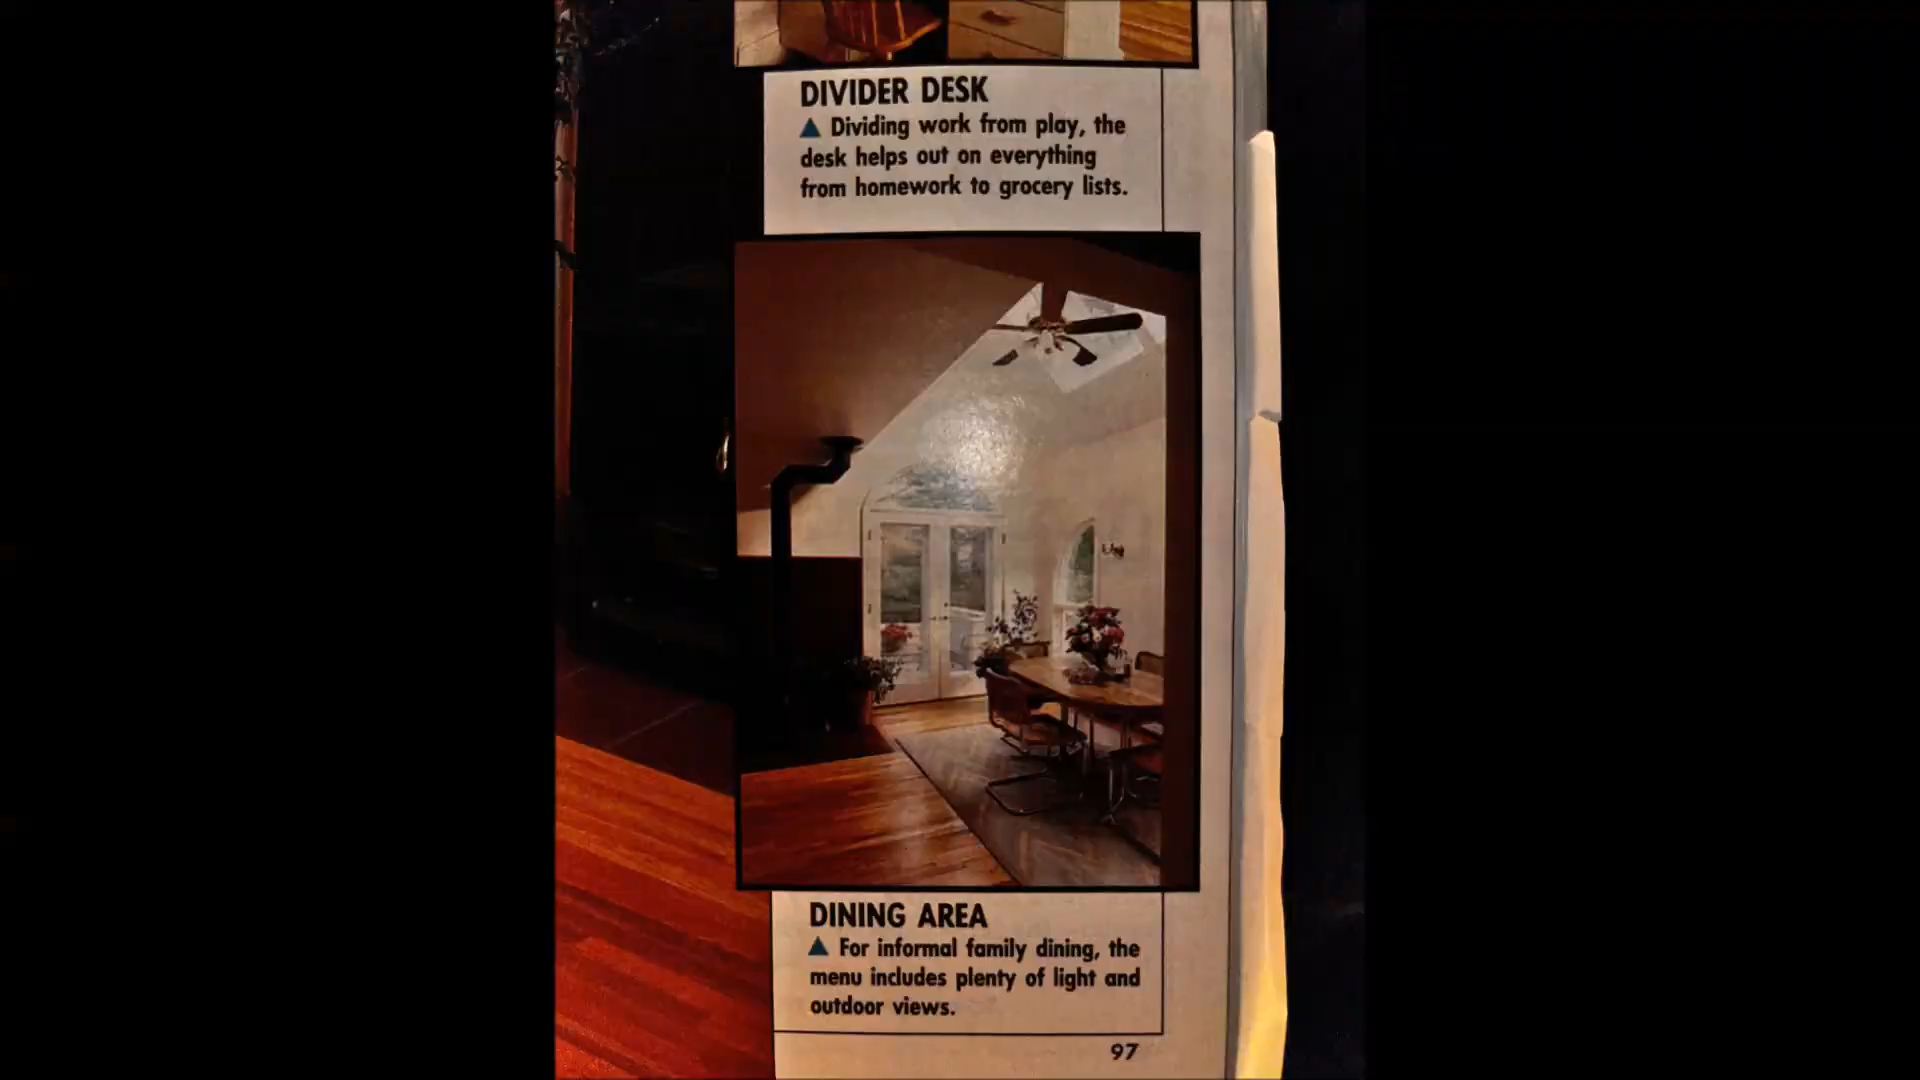 DIVIDER DESK
▲ Dividing work from play, the
desk helps out on everything
from homework to grocery lists.
DINING AREA
▲ For informal family dining, the
menu includes plenty of light and
outdoor views.
97